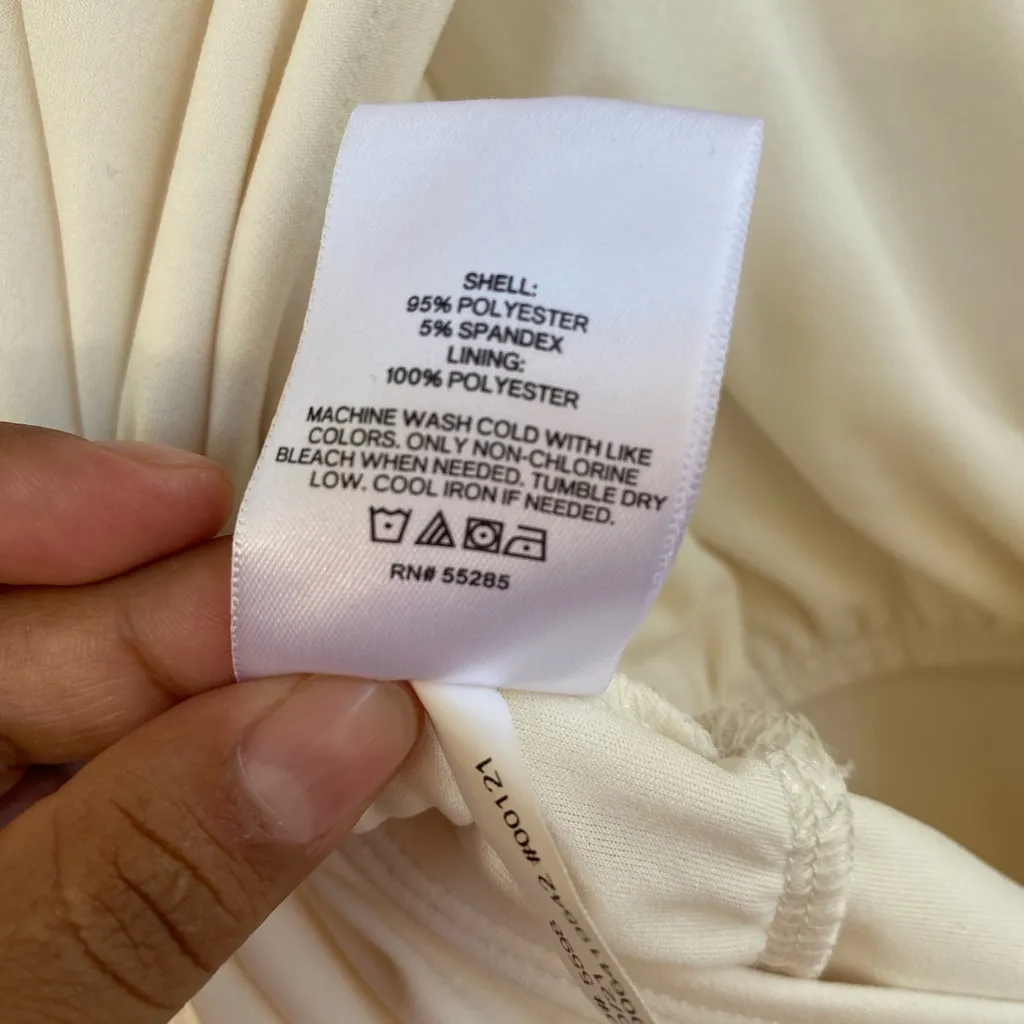 SHELL:
95% POLYESTER
5% SPANDEX
LINING:
100% POLYESTER
MACHINE WASH COLD WITH LIKE
COLORS. ONLY NON-CHLORINE
BLEACH WHEN NEEDED. TUMBLE DRY
LOW. COOL IRON IF NEEDED.
RN# 55285
#00121